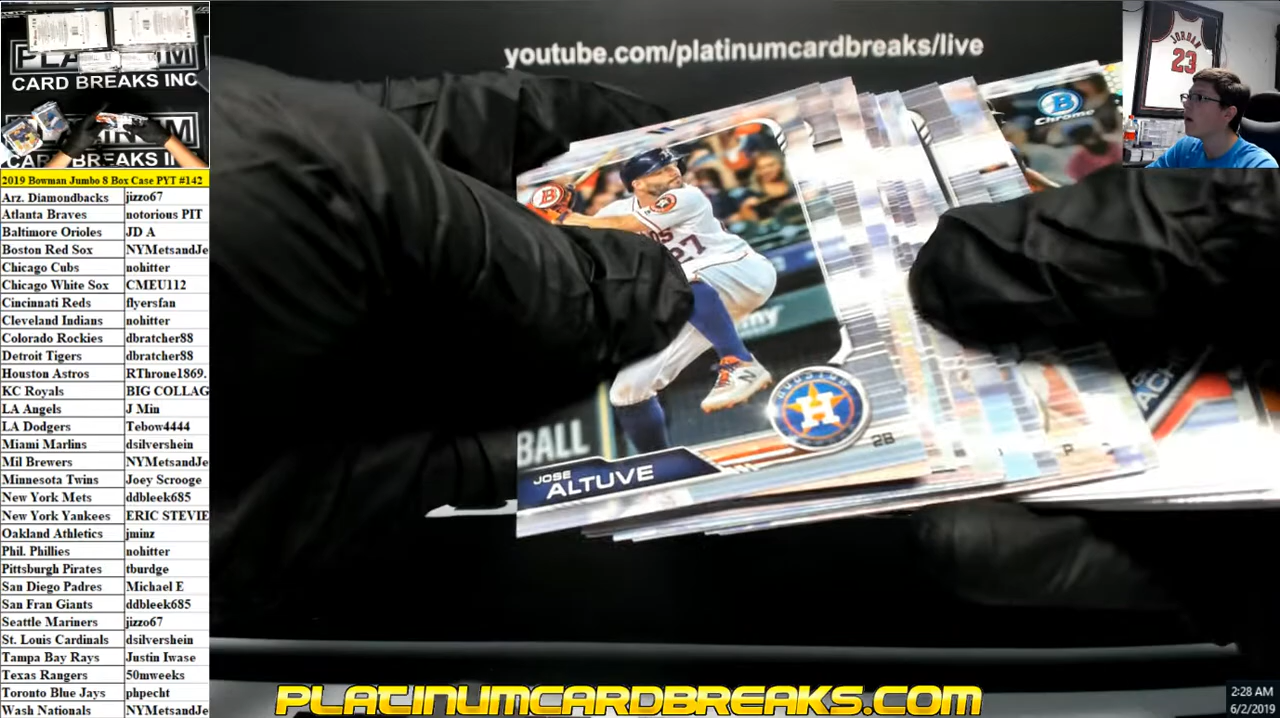 CARD BREAKS INC
CARD BREAKS INC
youtube.com/platinumcardbreaks/live
JORDAN
23
B
Chrome
2019 Bowman Jumbo 8 Box Case PYT #142
Arz. Diamondbacks jizzo67
Atlanta Braves notorious PIT
Baltimore Orioles JD A
Boston Red Sox NYMetsandJe
Chicago Cubs nohitter
Chicago White Sox CMEU112
Cincinnati Reds flyersfan
Cleveland Indians nohitter
Colorado Rockies dbratcher88
Detroit Tigers dbratcher88
Houston Astros RThrone1869.
KC Royals BIG COLLAG
LA Angels J Min
LA Dodgers Tebow4444
Miami Marlins dsilvershein
Mil Brewers NYMetsandJe
Minnesota Twins Joey Scrooge
New York Mets ddbleek685
New York Yankees ERIC STEVIE
Oakland Athletics jminz
Phil. Phillies nohitter
Pittsburgh Pirates tburdge
San Diego Padres Michael E
San Fran Giants ddbleek685
Seattle Mariners jizzo67
St. Louis Cardinals dsilvershein
Tampa Bay Rays Justin Iwase
Texas Rangers 50mweeks
Toronto Blue Jays phpecht
Wash Nationals NYMetsandJe
B
27
BALL
HOUSTON
H
2B
P
JOSE
ALTUVE
PLATINUMCARDBREAKS.COM
2:28 AM
6/2/2019